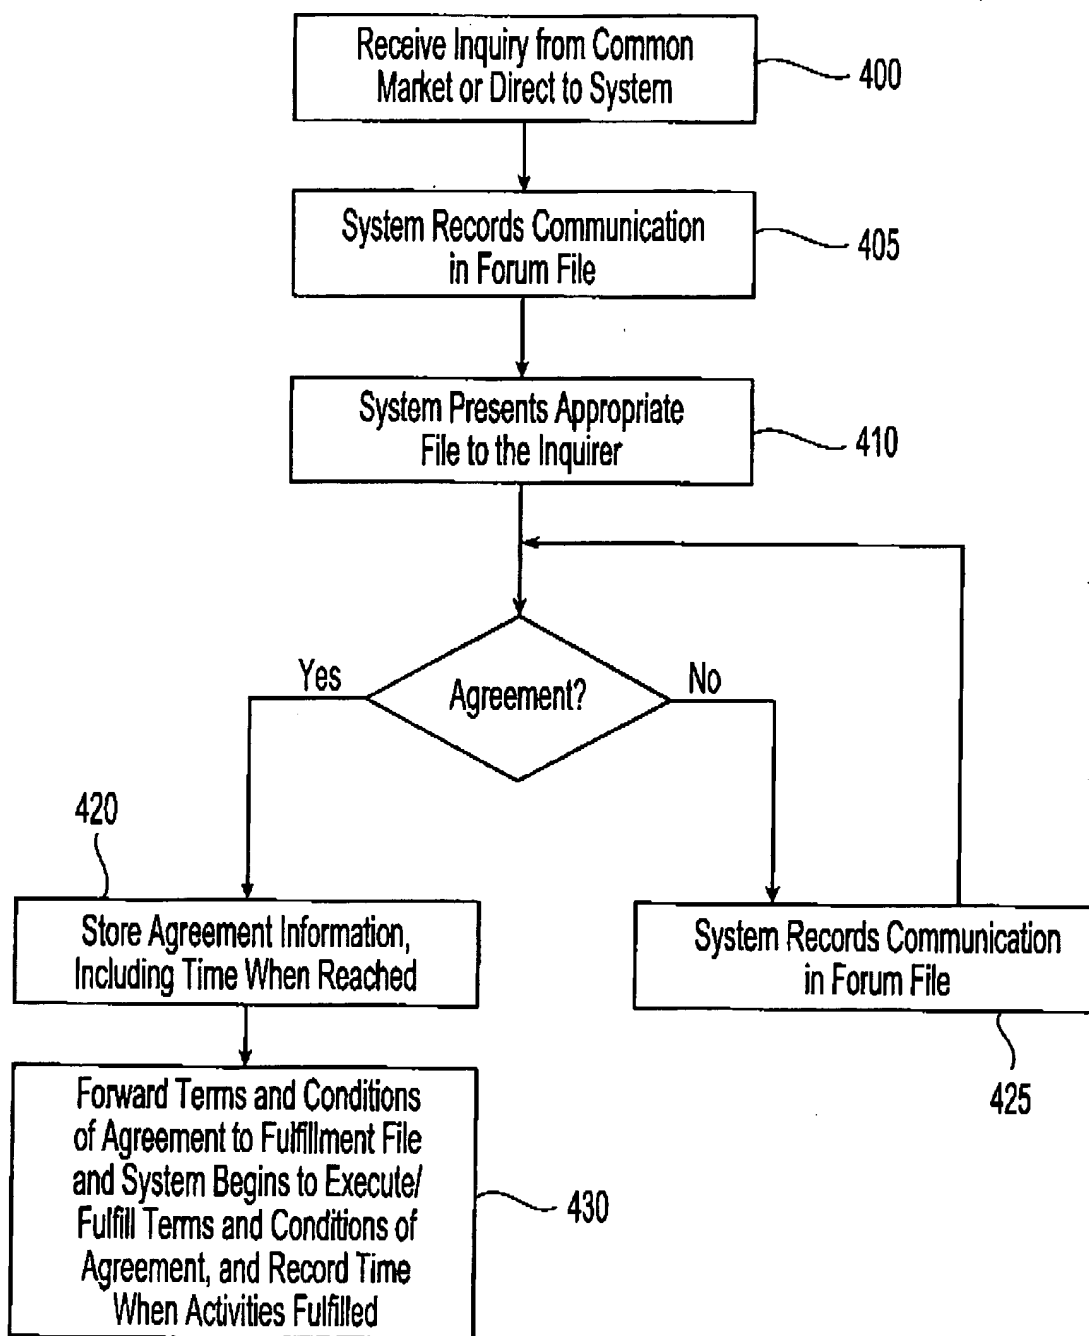 Receive Inquiry from Common
Market or Direct to System
400
System Records Communication
in Forum File
405
System Presents Appropriate
File to the Inquirer
410
Agreement?
Yes
No
420
Store Agreement Information,
Including Time When Reached
System Records Communication
in Forum File
425
Forward Terms and Conditions
of Agreement to Fulfillment File
and System Begins to Execute/
Fulfill Terms and Conditions of
Agreement, and Record Time
When Activities Fulfilled
430